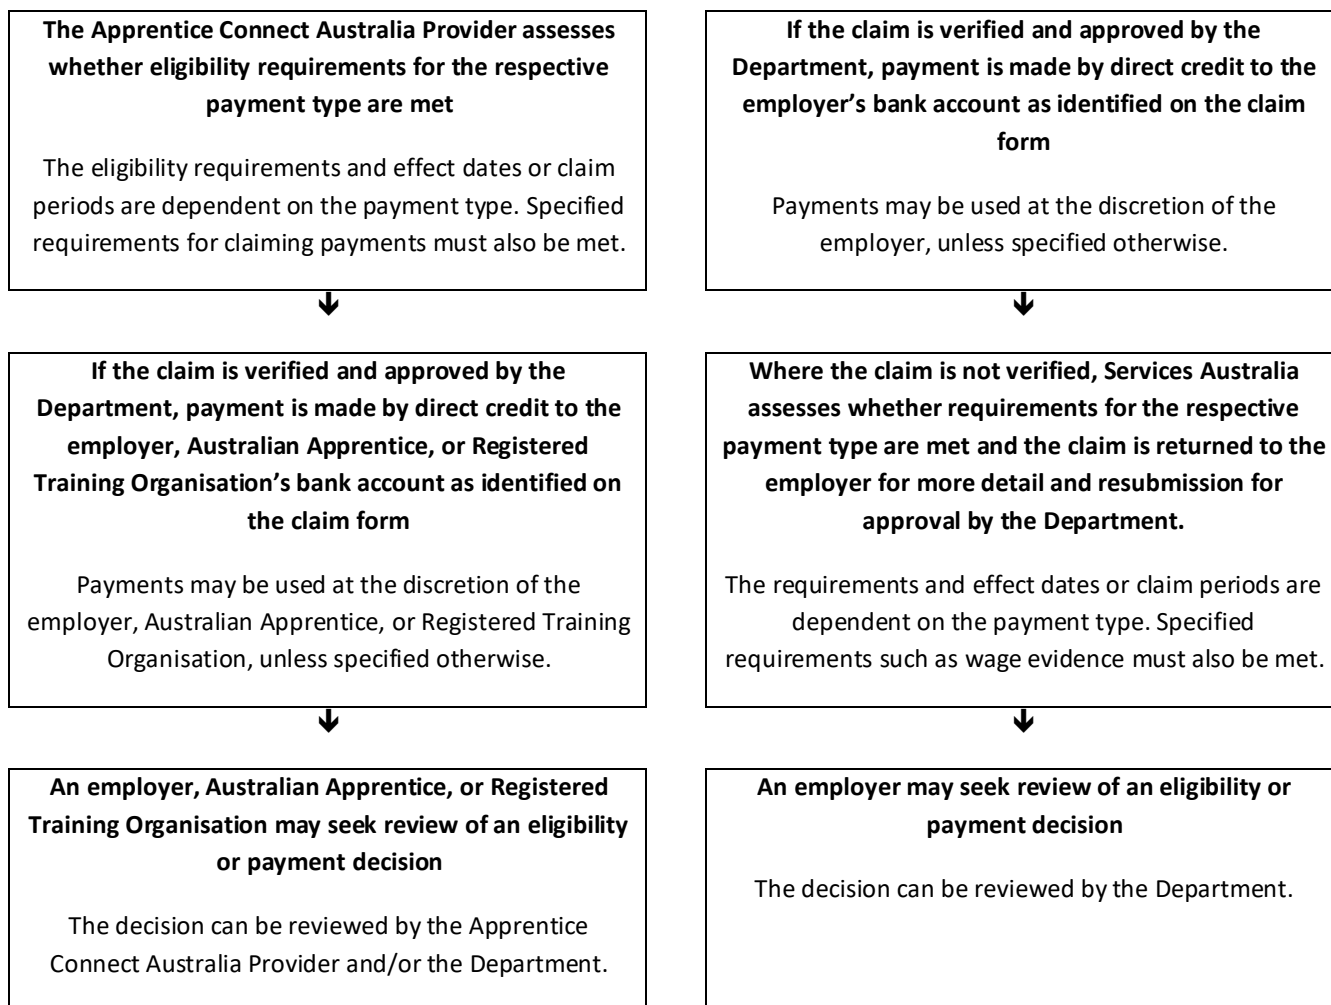 The Apprentice Connect Australia Provider assesses
whether eligibility requirements for the respective
payment type are met
The eligibility requirements and effect dates or claim
periods are dependent on the payment type. Specified
requirements for claiming payments must also be met.
If the claim is verified and approved by the
Department, payment is made by direct credit to the
employer, Australian Apprentice, or Registered
Training Organisation’s bank account as identified on
the claim form
Payments may be used at the discretion of the
employer, Australian Apprentice, or Registered Training
Organisation, unless specified otherwise.
An employer, Australian Apprentice, or Registered
Training Organisation may seek review of an eligibility
or payment decision
The decision can be reviewed by the Apprentice
Connect Australia Provider and/or the Department.
If the claim is verified and approved by the
Department, payment is made by direct credit to the
employer’s bank account as identified on the claim
form
Payments may be used at the discretion of the
employer, unless specified otherwise.
Where the claim is not verified, Services Australia
assesses whether requirements for the respective
payment type are met and the claim is returned to the
employer for more detail and resubmission for
approval by the Department.
The requirements and effect dates or claim periods are
dependent on the payment type. Specified
requirements such as wage evidence must also be met.
An employer may seek review of an eligibility or
payment decision
The decision can be reviewed by the Department.